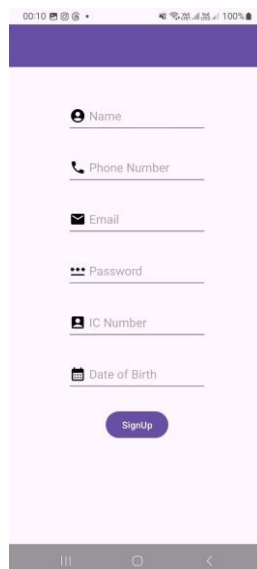 00:10 100%
Name
Phone Number
Email
Password
IC Number
Date of Birth
SignUp